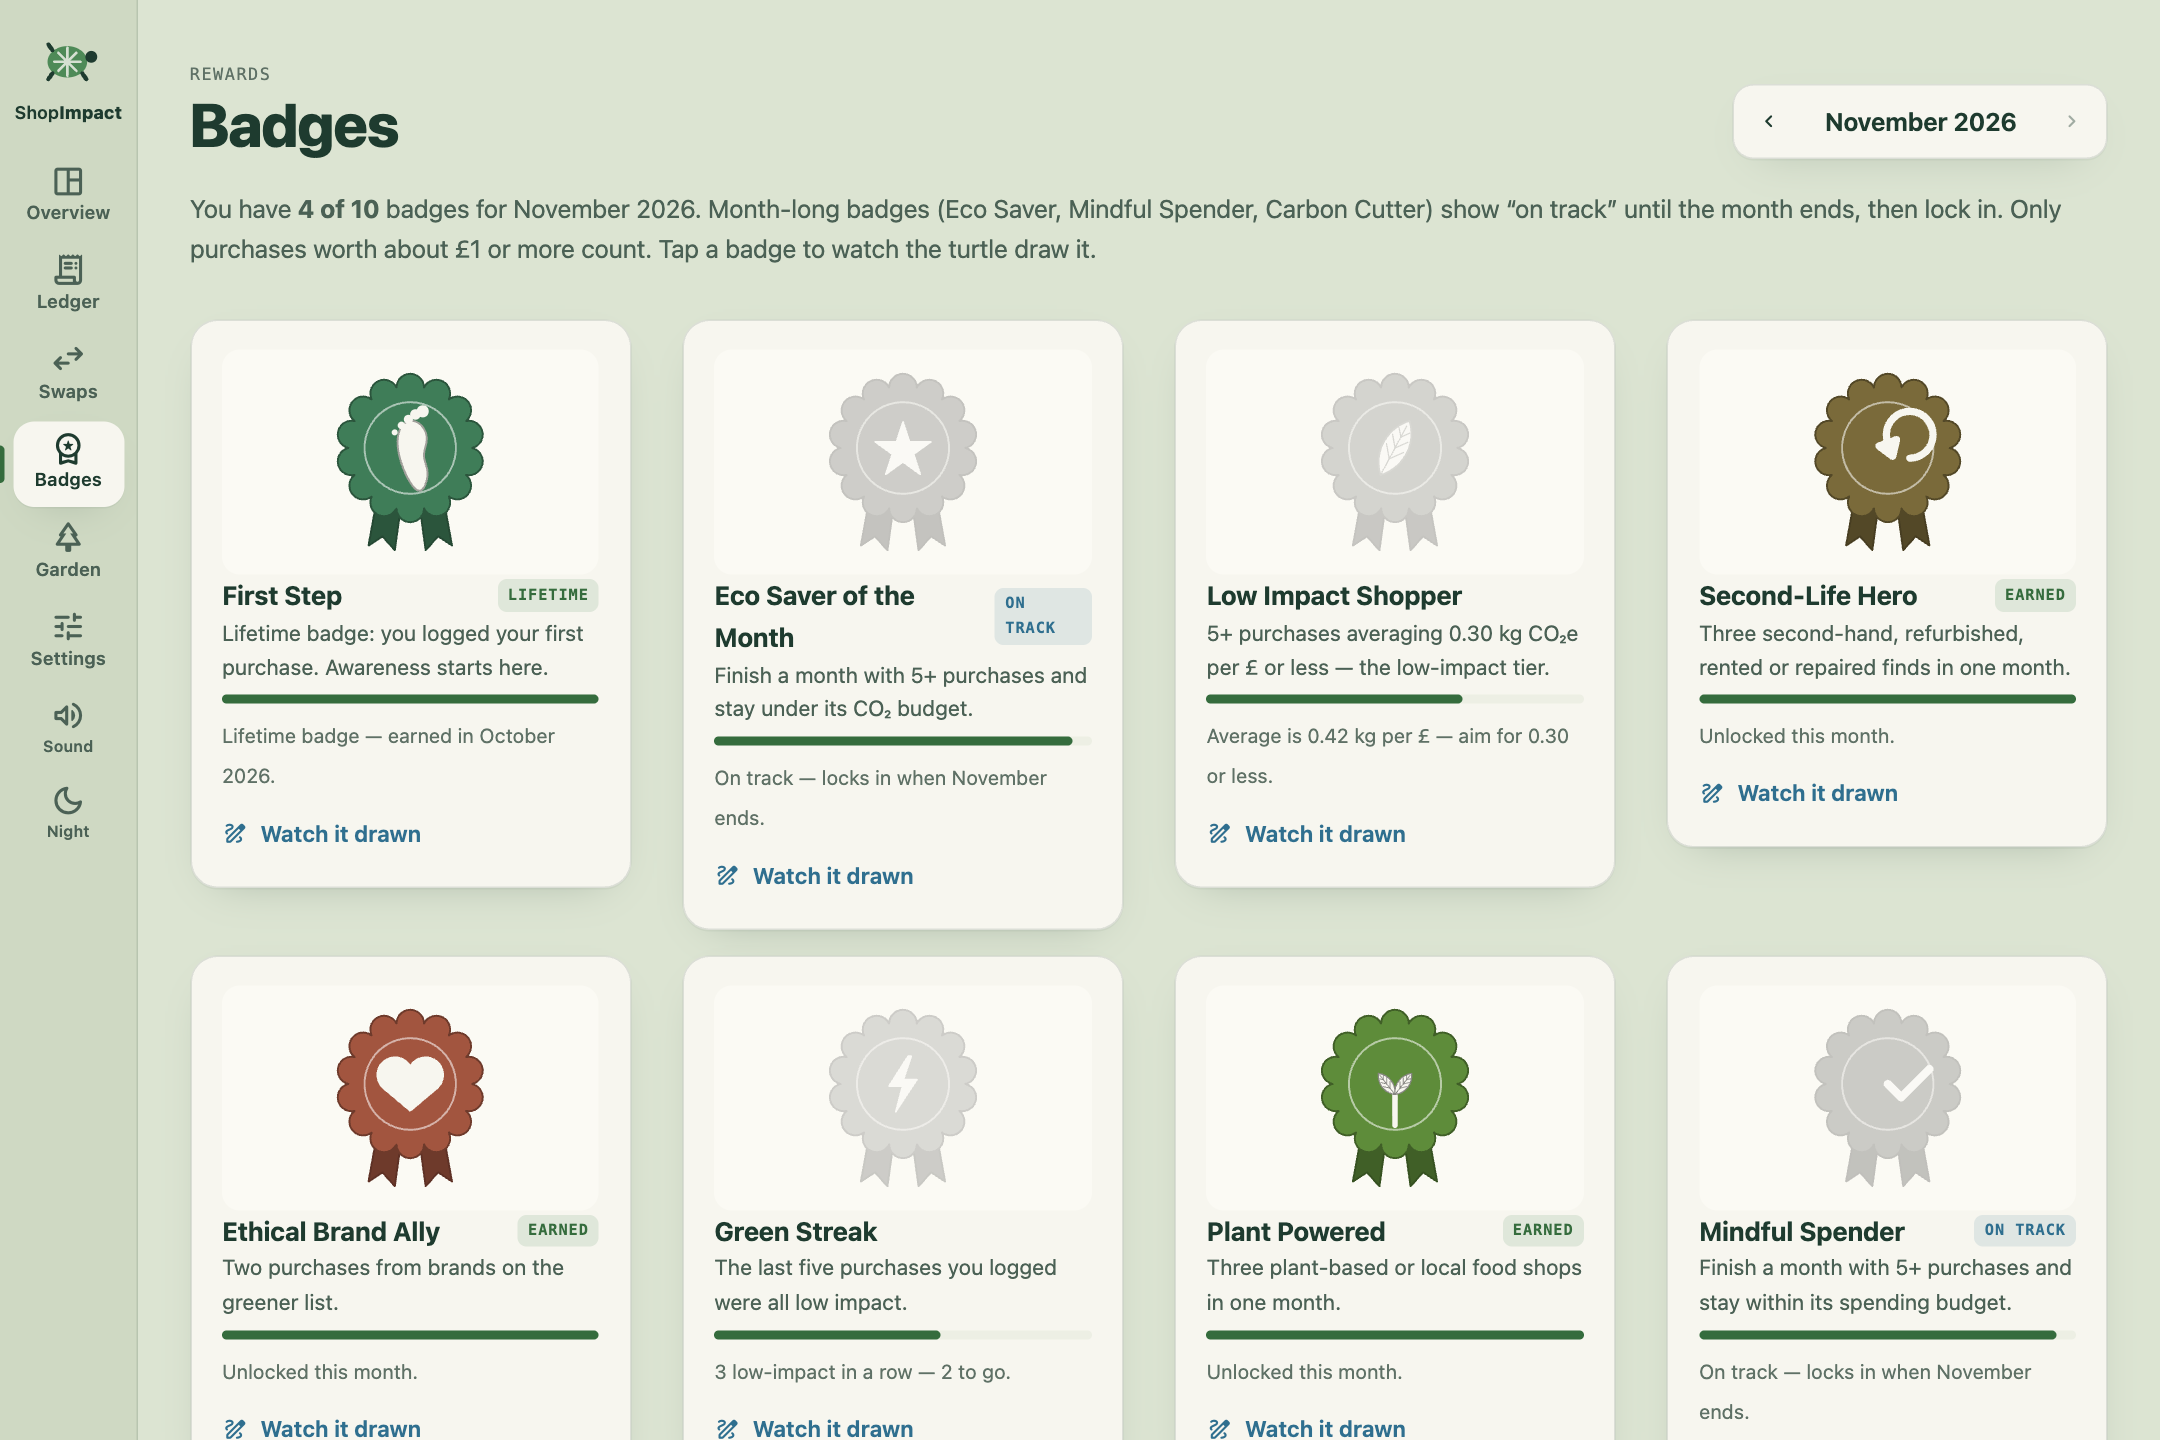 ShopImpact
Overview
Ledger
Swaps
Badges
Garden
Settings
Sound
Night
REWARDS
Badges
November 2026
You have 4 of 10 badges for November 2026. Month-long badges (Eco Saver, Mindful Spender, Carbon Cutter) show “on track” until the month ends, then lock in. Only
purchases worth about £1 or more count. Tap a badge to watch the turtle draw it.
First Step
LIFETIME
Lifetime badge: you logged your first
purchase. Awareness starts here.
Lifetime badge — earned in October
2026.
Watch it drawn
Eco Saver of the
Month
ON
TRACK
Finish a month with 5+ purchases and
stay under its CO₂ budget.
On track — locks in when November
ends.
Watch it drawn
Low Impact Shopper
5+ purchases averaging 0.30 kg CO₂e
per £ or less — the low-impact tier.
Average is 0.42 kg per £ — aim for 0.30
or less.
Watch it drawn
Second-Life Hero
EARNED
Three second-hand, refurbished,
rented or repaired finds in one month.
Unlocked this month.
Watch it drawn
Ethical Brand Ally
EARNED
Two purchases from brands on the
greener list.
Unlocked this month.
Watch it drawn
Green Streak
The last five purchases you logged
were all low impact.
3 low-impact in a row — 2 to go.
Watch it drawn
Plant Powered
EARNED
Three plant-based or local food shops
in one month.
Unlocked this month.
Watch it drawn
Mindful Spender
ON TRACK
Finish a month with 5+ purchases and
stay within its spending budget.
On track — locks in when November
ends.